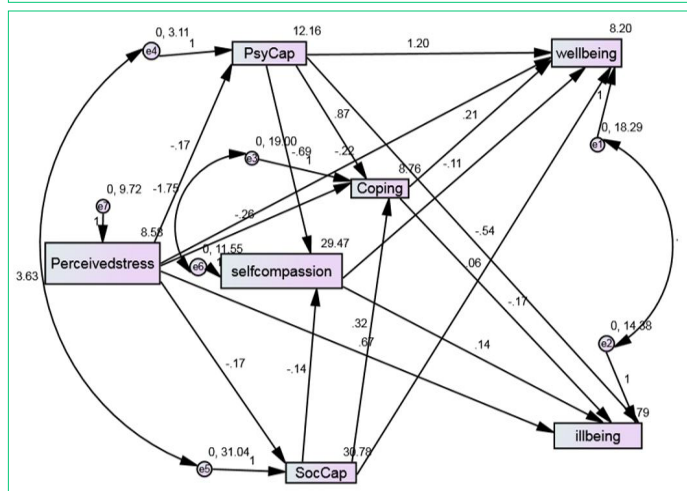 0, 3.11
12.16
8.20
e4
1
PsyCap
1.20
wellbeing
.87
.21
1
-.17
0, 19.00
-.69
1
-.22
0, 18.29
e3
8.76
-.11
e1
0, 9.72
-1.75
Coping
e7
-.26
1
8.58
29.47
-.54
0, 11.55
Perceivedstress
e6
1
selfcompassion
.06
3.63
-.17
.32
0, 14.38
.67
.14
e2
-.17
-.14
1
.79
illbeing
0, 31.04
1
30.78
e5
SocCap